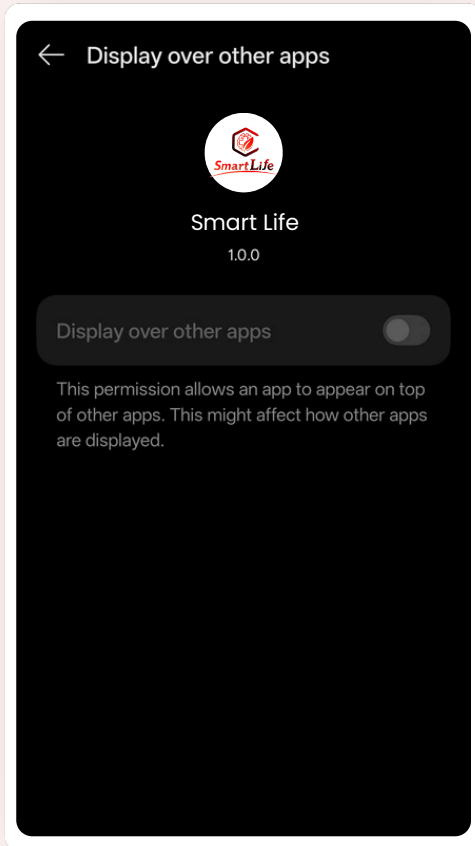 Display over other apps
SmartLife
Smart Life
1.0.0
Display over other apps
This permission allows an app to appear on top
of other apps. This might affect how other apps
are displayed.